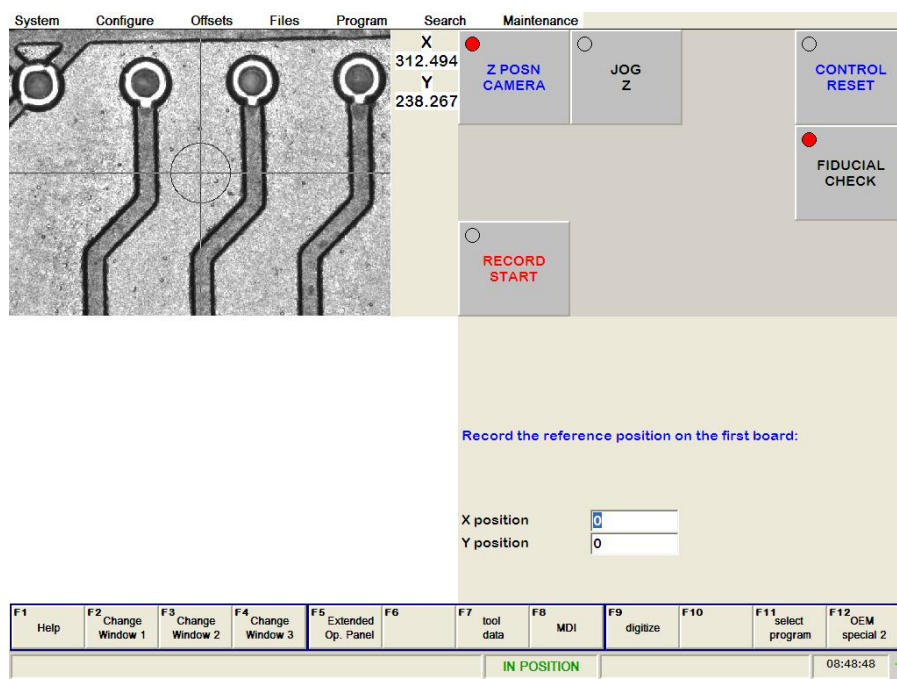 System Configure Offsets Files Program Search Maintenance
X
312.494
Y
238.267
Z POSN
CAMERA
JOG
Z
CONTROL
RESET
FIDUCIAL
CHECK
RECORD
START
Record the reference position on the first board:
X position 0
Y position 0
F1 Help
F2 Change
Window 1
F3 Change
Window 2
F4 Change
Window 3
F5 Extended
Op. Panel
F6
F7 tool
data
F8 MDI
F9 digitize
F10
F11 select
program
F12 OEM
special 2
IN POSITION 08:48:48